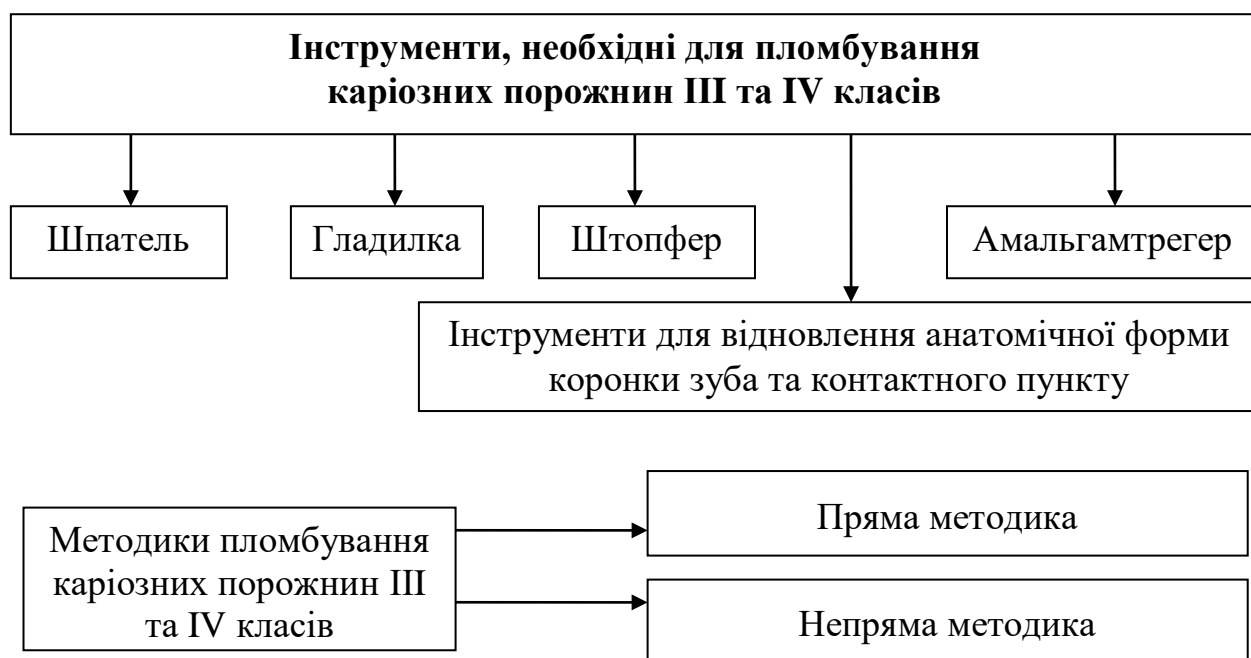 Інструменти, необхідні для пломбування
каріозних порожнин III та IV класів
Шпатель
Гладилка
Штопфер
Амальгамтрегер
Інструменти для відновлення анатомічної форми
коронки зуба та контактного пункту
Методики пломбування
каріозних порожнин III
та IV класів
Пряма методика
Непряма методика